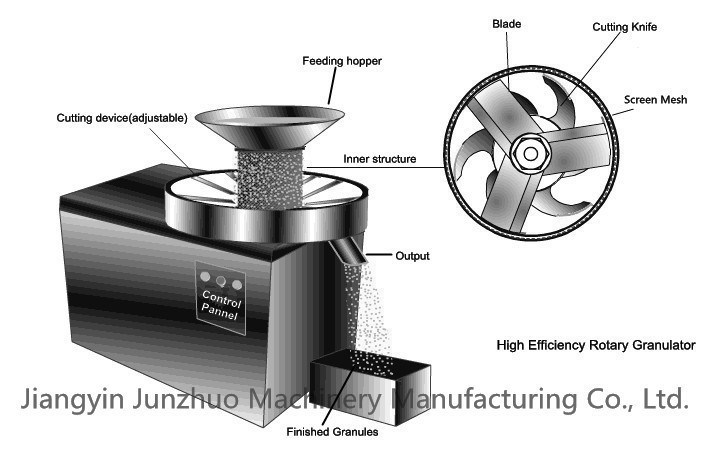 Blade
Cutting Knife
Feeding hopper
Screen Mesh
Cutting device(adjustable)
Inner structure
Output
Control
Pannel
High Efficiency Rotary Granulator
Jiangyin Junzhuo Machinery Manufacturing Co., Ltd.
Finished Granules